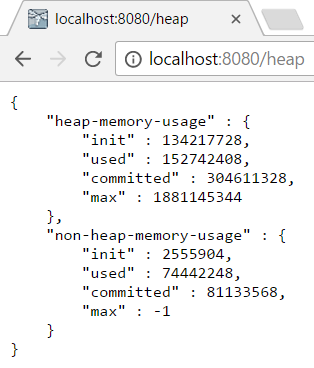 localhost:8080/heap
localhost:8080/heap
{
    "heap-memory-usage" : {
        "init" : 134217728,
        "used" : 152742408,
        "committed" : 304611328,
        "max" : 1881145344
    },
    "non-heap-memory-usage" : {
        "init" : 2555904,
        "used" : 74442248,
        "committed" : 81133568,
        "max" : -1
    }
}